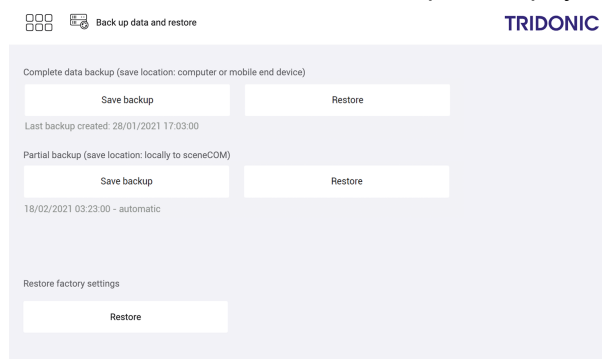 Back up data and restore
TRIDONIC
Complete data backup (save location: computer or mobile end device)
Save backup
Restore
Last backup created: 28/01/2021 17:03:00
Partial backup (save location: locally to sceneCOM)
Save backup
Restore
18/02/2021 03:23:00 - automatic
Restore factory settings
Restore